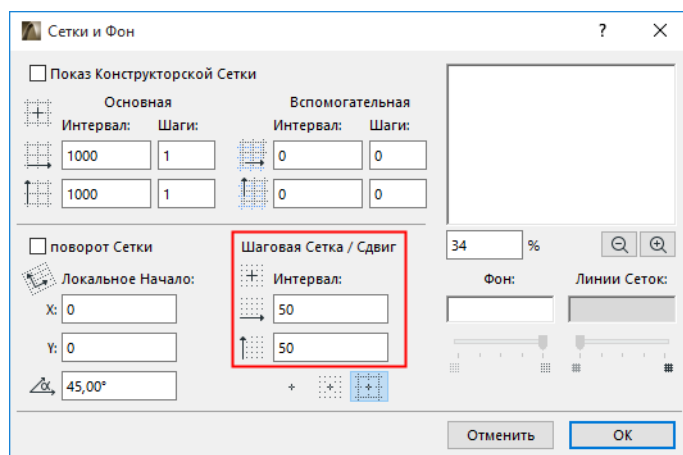 Сетки и Фон
?
Показ Конструкторской Сетки
Основная
Вспомогательная
Интервал: Шаги:
Интервал: Шаги:
1000 1
0 0
1000 1
0 0
поворот Сетки
Локальное Начало:
X: 0
Y: 0
α 45,00°
Шаговая Сетка / Сдвиг
Интервал:
50
50
34 %
Фон: Линии Сеток:
Отменить OK